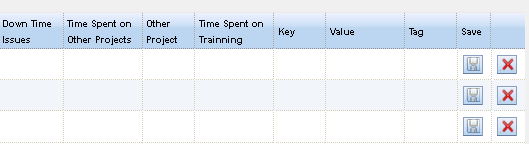 Down Time Issues
Time Spent on Other Projects
Other Project
Time Spent on Trainning
Key
Value
Tag
Save